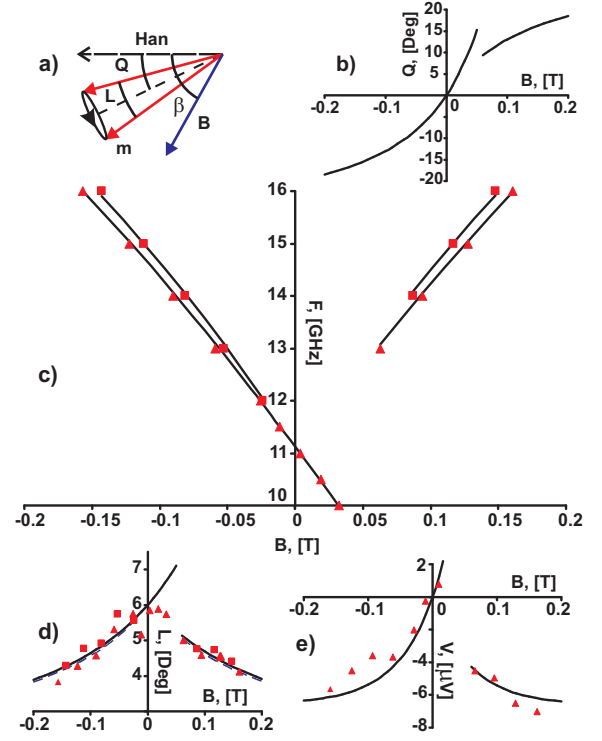 a)
Han
Q
L
β
B
m
b)
Q, [Deg]
20
15
10
5
0
-5
-10
-15
-20
B, [T]
-0.2
-0.1
0
0.1
0.2
c)
F, [GHz]
16
15
14
13
12
11
10
-0.2
-0.15
-0.1
-0.05
0
0.05
0.1
0.15
0.2
B, [T]
d)
L, [Deg]
7
6
5
4
B, [T]
-0.2
-0.1
0
0.1
0.2
e)
V, [µV]
2
-2
-4
-6
-8
B, [T]
-0.2
-0.1
0
0.1
0.2